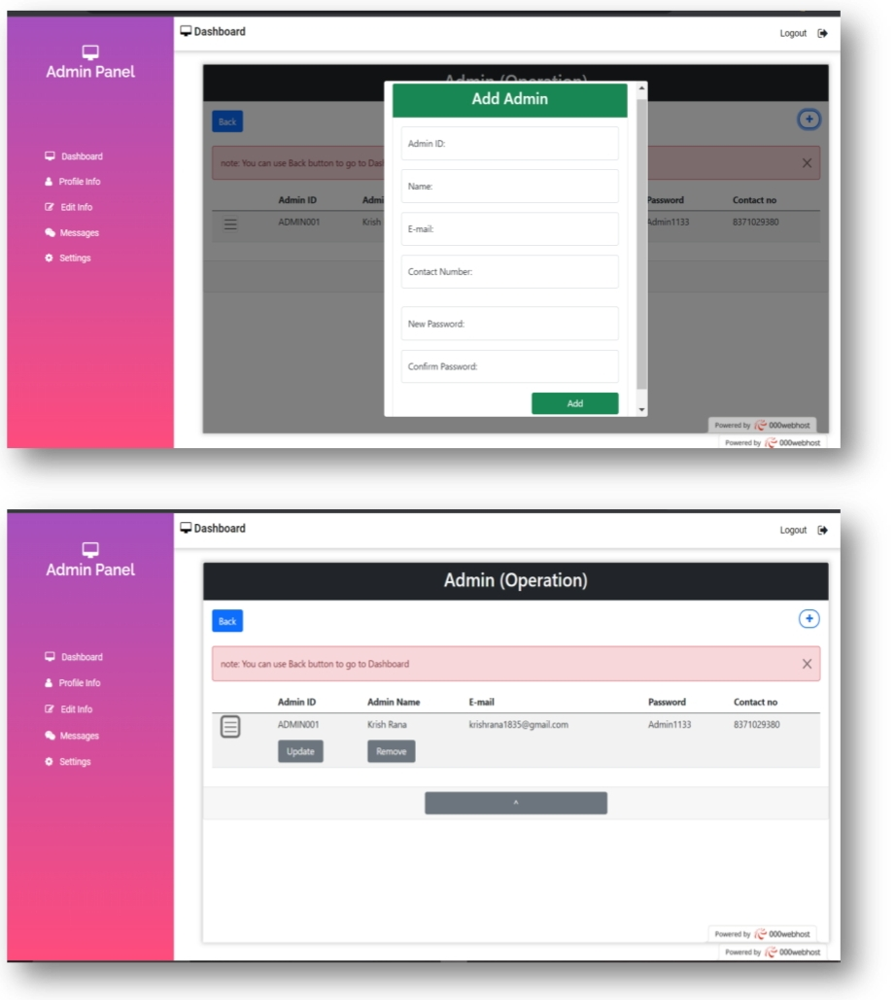 Dashboard
Logout
Admin Panel
Dashboard
Profile Info
Edit Info
Messages
Settings
Admin (Operation)
Back
+
note: You can use Back button to go to Das
Admin ID Admi Password Contact no
ADMIN001 Krish Admin1133 8371029380
Add Admin
Admin ID:
Name:
E-mail:
Contact Number:
New Password:
Confirm Password:
Add
Powered by 000webhost
Powered by 000webhost
Dashboard
Logout
Admin Panel
Dashboard
Profile Info
Edit Info
Messages
Settings
Admin (Operation)
Back
+
note: You can use Back button to go to Dashboard
Admin ID Admin Name E-mail Password Contact no
ADMIN001 Krish Rana krishrana1835@gmail.com Admin1133 8371029380
Update Remove
^
Powered by 000webhost
Powered by 000webhost